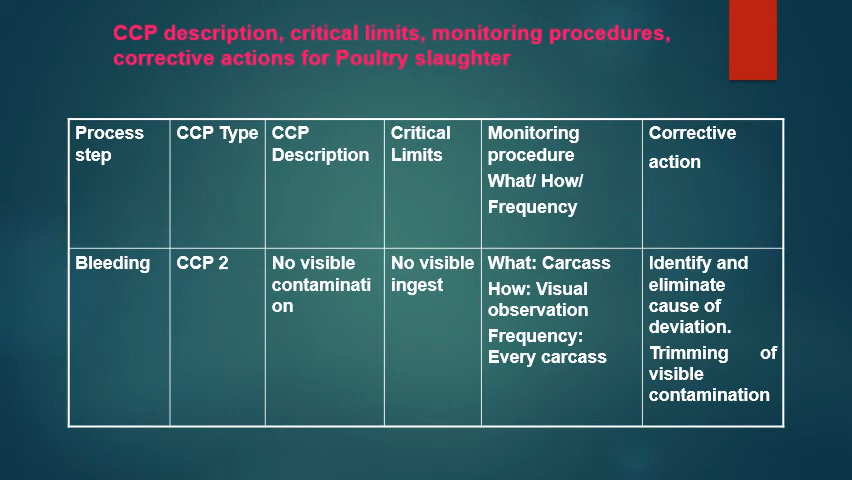 CCP description, critical limits, monitoring procedures,
corrective actions for Poultry slaughter
Process
step
CCP Type
CCP
Description
Critical
Limits
Monitoring
procedure
What/ How/
Frequency
Corrective
action
Bleeding
CCP 2
No visible
contaminati
on
No visible
ingest
What: Carcass
How: Visual
observation
Frequency:
Every carcass
Identify and
eliminate
cause of
deviation.
Trimming of
visible
contamination